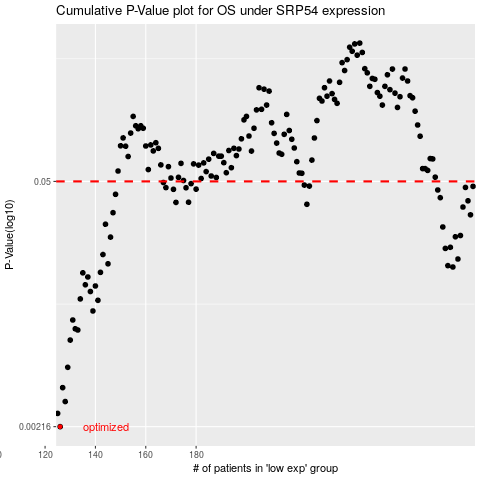 Cumulative P-Value plot for OS under SRP54 expression
P-Value(log10)
0.05
0.00216
optimized
0 120 140 160 180
# of patients in 'low exp' group